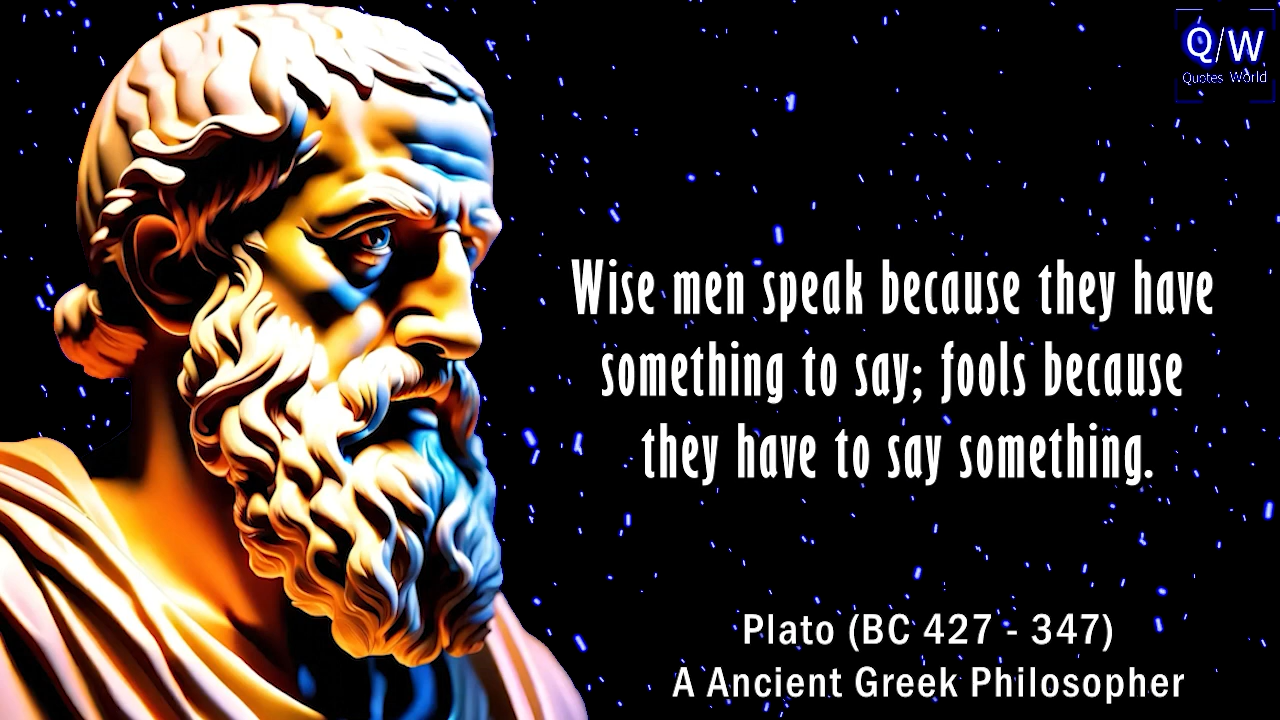 Q/W
Quotes World
Wise men speak because they have
something to say; fools because
they have to say something.
Plato (BC 427 - 347)
A Ancient Greek Philosopher